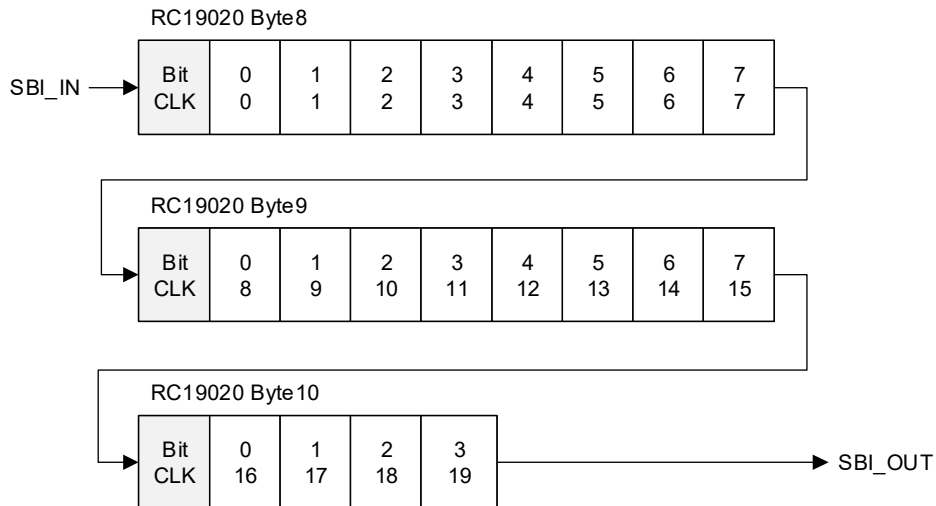 RC19020 Byte8
SBI_IN
Bit 0 1 2 3 4 5 6 7
CLK 0 1 2 3 4 5 6 7
RC19020 Byte9
Bit 0 1 2 3 4 5 6 7
CLK 8 9 10 11 12 13 14 15
RC19020 Byte10
Bit 0 1 2 3
CLK 16 17 18 19
SBI_OUT